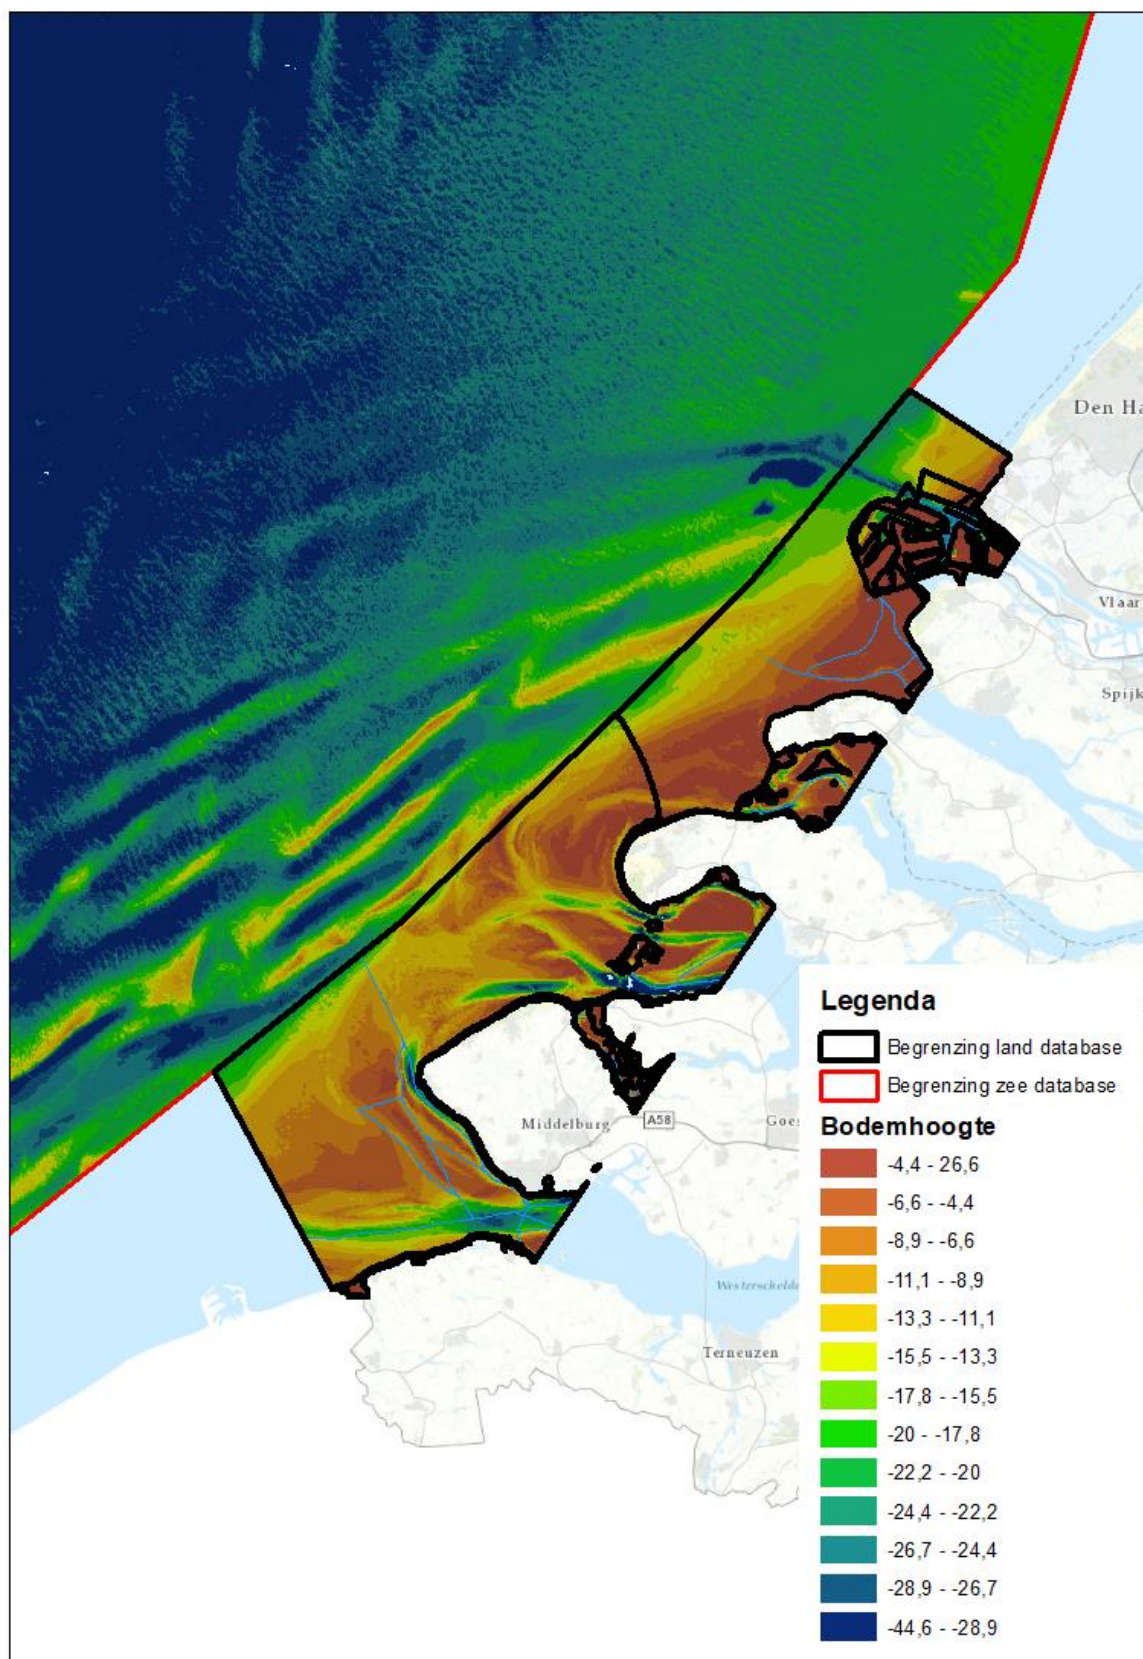 Den Ha
Vlaar
Spijk
Middelburg
A58
Goes
Westerschelde
Terneuzen
Legenda
Begrenzing land database
Begrenzing zee database
Bodemhoogte
-4,4 - 26,6
-6,6 - -4,4
-8,9 - -6,6
-11,1 - -8,9
-13,3 - -11,1
-15,5 - -13,3
-17,8 - -15,5
-20 - -17,8
-22,2 - -20
-24,4 - -22,2
-26,7 - -24,4
-28,9 - -26,7
-44,6 - -28,9